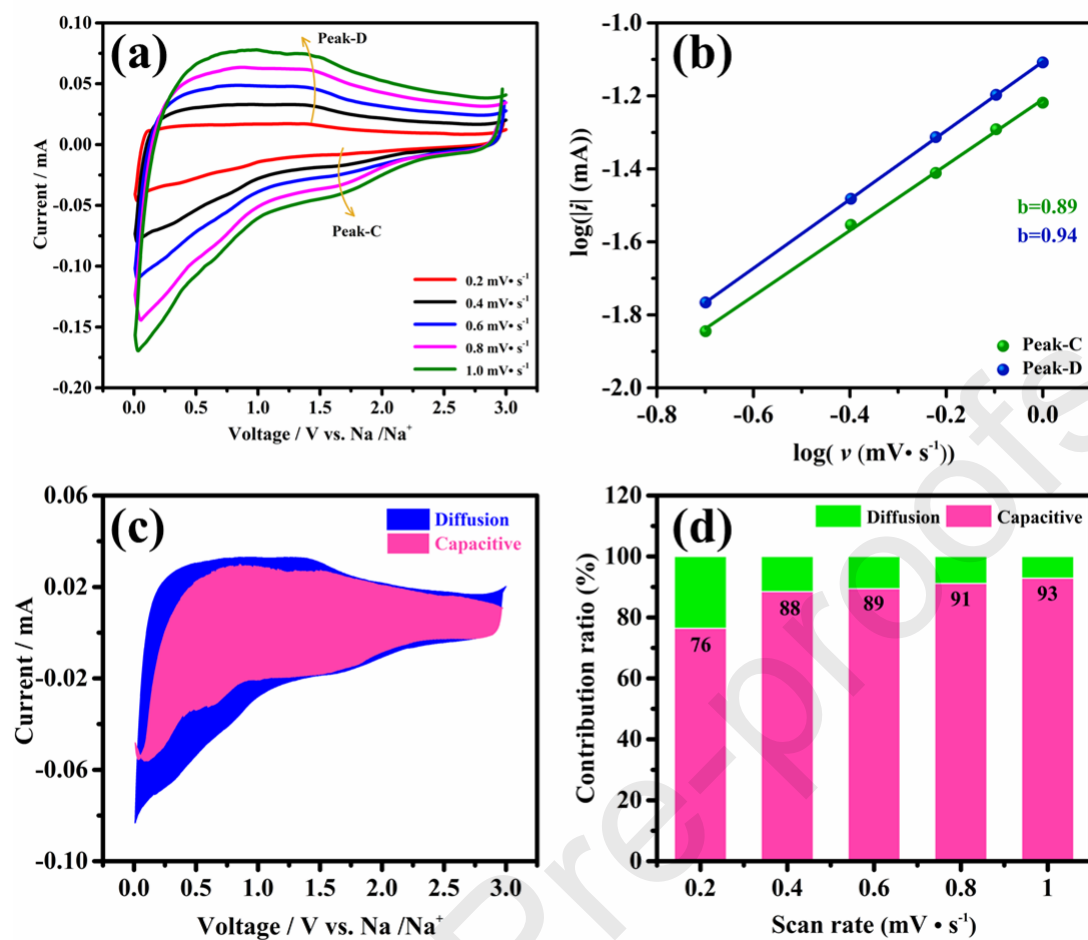 (a)
Peak-D
Peak-C
0.2 mV• s⁻¹
0.4 mV• s⁻¹
0.6 mV• s⁻¹
0.8 mV• s⁻¹
1.0 mV• s⁻¹
0.10
0.05
0.00
-0.05
-0.10
-0.15
-0.20
Current / mA
0.0 0.5 1.0 1.5 2.0 2.5 3.0
Voltage / V vs. Na /Na⁺
(b)
b=0.89
b=0.94
Peak-C
Peak-D
-1.0
-1.2
-1.4
-1.6
-1.8
-2.0
log(|i| (mA))
-0.8 -0.6 -0.4 -0.2 0.0
log( v (mV• s⁻¹))
(c)
Diffusion
Capacitive
0.06
0.02
-0.02
-0.06
-0.10
Current / mA
0.0 0.5 1.0 1.5 2.0 2.5 3.0
Voltage / V vs. Na /Na⁺
(d)
Diffusion Capacitive
120
100
80
60
40
20
0
Contribution ratio (%)
76 88 89 91 93
0.2 0.4 0.6 0.8 1
Scan rate (mV • s⁻¹)
Pre-proofs